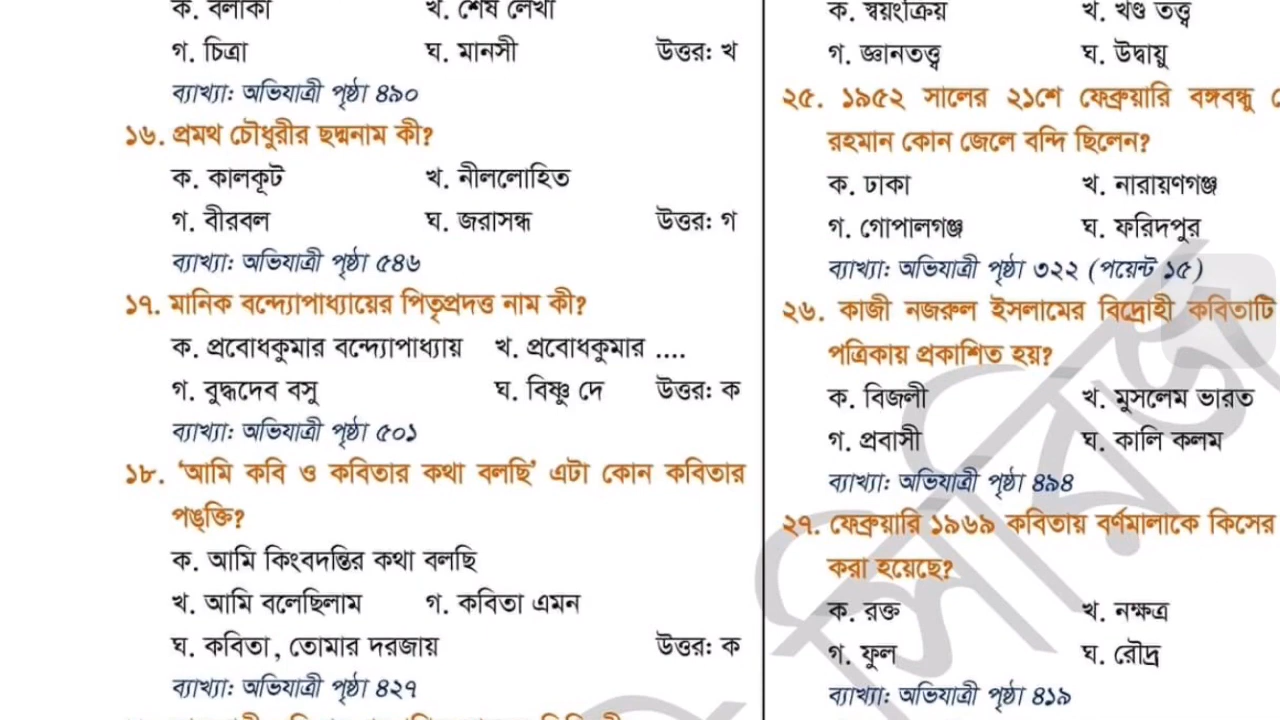 ক. বলাকা খ. শেষ লেখা
গ. চিত্রা ঘ. মানসী উত্তর: খ
ব্যাখ্যা: অভিযাত্রী পৃষ্ঠা ৪৯০
১৬. প্রমথ চৌধুরীর ছদ্মনাম কী?
ক. কালকূট খ. নীললোহিত
গ. বীরবল ঘ. জরাসন্ধ উত্তর: গ
ব্যাখ্যা: অভিযাত্রী পৃষ্ঠা ৫৪৬
১৭. মানিক বন্দ্যোপাধ্যায়ের পিতৃপ্রদত্ত নাম কী?
ক. প্রবোধকুমার বন্দ্যোপাধ্যায় খ. প্রবোধকুমার ....
গ. বুদ্ধদেব বসু ঘ. বিষ্ণু দে উত্তর: ক
ব্যাখ্যা: অভিযাত্রী পৃষ্ঠা ৫০১
১৮. ‘আমি কবি ও কবিতার কথা বলছি’ এটা কোন কবিতার
পঙ্‌ক্তি?
ক. আমি কিংবদন্তির কথা বলছি
খ. আমি বলেছিলাম গ. কবিতা এমন
ঘ. কবিতা, তোমার দরজায় উত্তর: ক
ব্যাখ্যা: অভিযাত্রী পৃষ্ঠা ৪২৭
ক. স্বয়ংক্রিয় খ. খণ্ড তত্ত্ব
গ. জ্ঞানতত্ত্ব ঘ. উদ্বায়ু
২৫. ১৯৫২ সালের ২১শে ফেব্রুয়ারি বঙ্গবন্ধু
রহমান কোন জেলে বন্দি ছিলেন?
ক. ঢাকা খ. নারায়ণগঞ্জ
গ. গোপালগঞ্জ ঘ. ফরিদপুর
ব্যাখ্যা: অভিযাত্রী পৃষ্ঠা ৩২২ (পয়েন্ট ১৫)
২৬. কাজী নজরুল ইসলামের বিদ্রোহী কবিতাটি
পত্রিকায় প্রকাশিত হয়?
ক. বিজলী খ. মুসলেম ভারত
গ. প্রবাসী ঘ. কালি কলম
ব্যাখ্যা: অভিযাত্রী পৃষ্ঠা ৪৯৪
২৭. ফেব্রুয়ারি ১৯৬৯ কবিতায় বর্ণমালাকে কিসের
করা হয়েছে?
ক. রক্ত খ. নক্ষত্র
গ. ফুল ঘ. রৌদ্র
ব্যাখ্যা: অভিযাত্রী পৃষ্ঠা ৪১৯